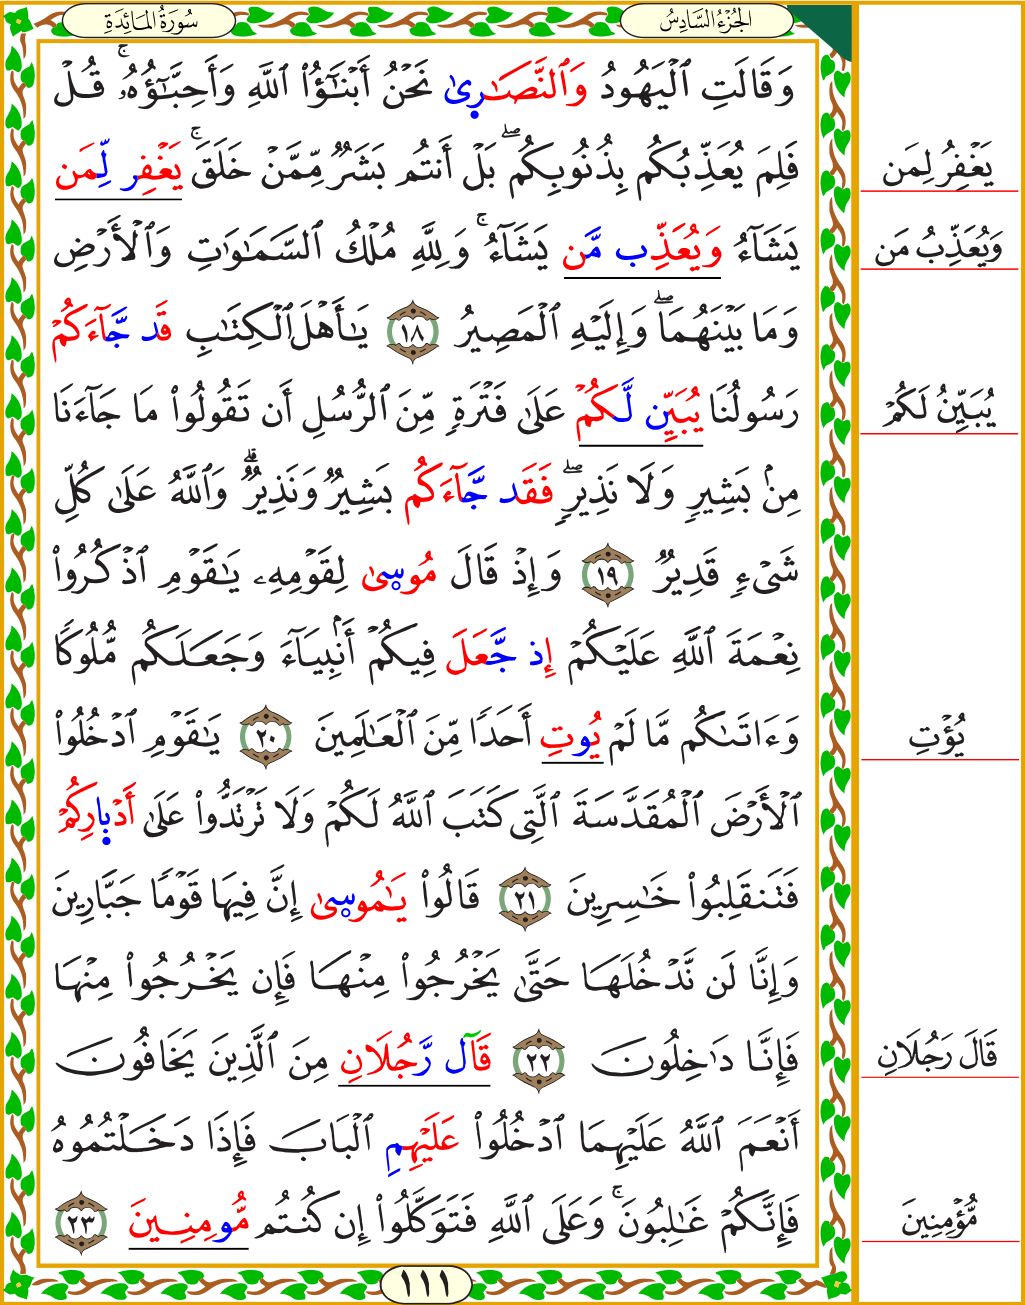 الجُزْءُ السَّادِسُ
سُورَةُ المَائِدَةِ
وَقَالَتِ ٱلۡيَهُودُ وَٱلنَّصَٰرِىٰ نَحۡنُ أَبۡنَٰٓؤُاْ ٱللَّهِ وَأَحِبَّٰٓؤُهُۥۚ قُلۡ
فَلِمَ يُعَذِّبُكُم بِذُنُوبِكُمۖ بَلۡ أَنتُم بَشَرٞ مِّمَّنۡ خَلَقَۚ يَغۡفِر لِّمَن
يَشَآءُ وَيُعَذِّب مَّن يَشَآءُۚ وَلِلَّهِ مُلۡكُ ٱلسَّمَٰوَٰتِ وَٱلۡأَرۡضِ
وَمَا بَيۡنَهُمَاۖ وَإِلَيۡهِ ٱلۡمَصِيرُ ١٨ يَٰٓأَهۡلَ ٱلۡكِتَٰبِ قَد جَّآءَكُمۡ
رَسُولُنَا يُبَيِّن لَّكُمۡ عَلَىٰ فَتۡرَةٖ مِّنَ ٱلرُّسُلِ أَن تَقُولُواْ مَا جَآءَنَا
مِنۢ بَشِيرٖ وَلَا نَذِيرٖۖ فَقَد جَّآءَكُم بَشِيرٞ وَنَذِيرٞۗ وَٱللَّهُ عَلَىٰ كُلِّ
شَىۡءٖ قَدِيرٞ ١٩ وَإِذۡ قَالَ مُوسِىٰ لِقَوۡمِهِۦ يَٰقَوۡمِ ٱذۡكُرُواْ
نِعۡمَةَ ٱللَّهِ عَلَيۡكُمۡ إِذ جَّعَلَ فِيكُمۡ أَنۢبِيَآءَ وَجَعَلَكُم مُّلُوكٗا
وَءَاتَىٰكُم مَّا لَمۡ يُوتِ أَحَدٗا مِّنَ ٱلۡعَٰلَمِينَ ٢٠ يَٰقَوۡمِ ٱدۡخُلُواْ
ٱلۡأَرۡضَ ٱلۡمُقَدَّسَةَ ٱلَّتِى كَتَبَ ٱللَّهُ لَكُمۡ وَلَا تَرۡتَدُّواْ عَلَىٰ أَدۡبِارِكُمۡ
فَتَنقَلِبُواْ خَٰسِرِينَ ٢١ قَالُواْ يَٰمُوسِىٰ إِنَّ فِيهَا قَوۡمٗا جَبَّارِينَ
وَإِنَّا لَن نَّدۡخُلَهَا حَتَّىٰ يَخۡرُجُواْ مِنۡهَا فَإِن يَخۡرُجُواْ مِنۡهَا
فَإِنَّا دَٰخِلُونَ ٢٢ قَالَ رَّجُلَانِ مِنَ ٱلَّذِينَ يَخَافُونَ
أَنۡعَمَ ٱللَّهُ عَلَيۡهِمَا ٱدۡخُلُواْ عَلَيۡهِمِ ٱلۡبَابَ فَإِذَا دَخَلۡتُمُوهُ
فَإِنَّكُمۡ غَٰلِبُونَۚ وَعَلَى ٱللَّهِ فَتَوَكَّلُواْ إِن كُنتُم مُّومِنِينَ ٢٣
يَغۡفِرُ لِمَن
وَيُعَذِّبُ مَن
يُبَيِّنُ لَكُمۡ
يُؤۡتِ
قَالَ رَجُلَانِ
مُّؤۡمِنِينَ
١١١